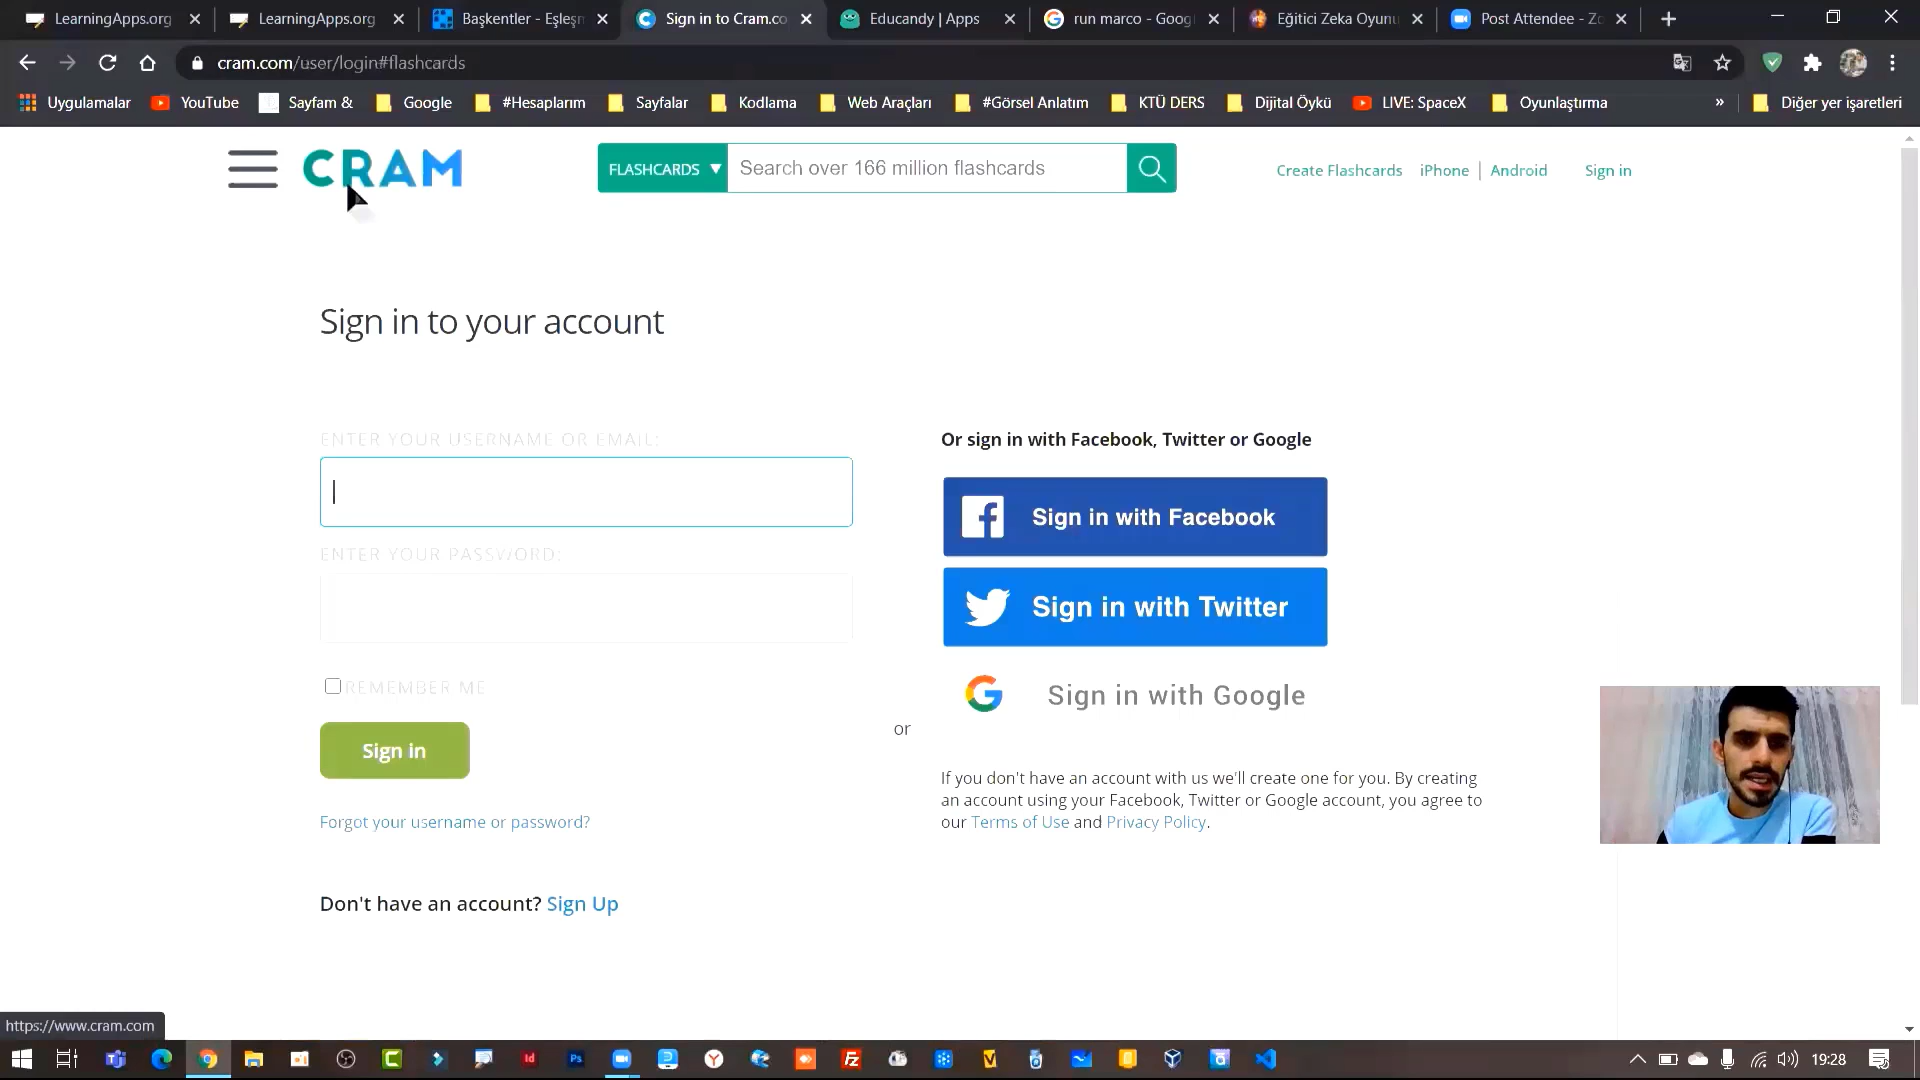 LearningApps.org
LearningApps.org
Başkentler - Eşleşm
Sign in to Cram.co
Educandy | Apps
run marco - Googl
Eğitici Zeka Oyunu
Post Attendee - Zo
cram.com/user/login#flashcards
Uygulamalar
YouTube
Sayfam &
Google
#Hesaplarım
Sayfalar
Kodlama
Web Araçları
#Görsel Anlatım
KTÜ DERS
Dijital Öykü
LIVE: SpaceX
Oyunlaştırma
»
Diğer yer işaretleri
CRAM
FLASHCARDS
Search over 166 million flashcards
Create Flashcards
iPhone
Android
Sign in
Sign in to your account
ENTER YOUR USERNAME OR EMAIL:
Or sign in with Facebook, Twitter or Google
Sign in with Facebook
ENTER YOUR PASSWORD:
Sign in with Twitter
REMEMBER ME
Sign in with Google
or
Sign in
If you don't have an account with us we'll create one for you. By creating
an account using your Facebook, Twitter or Google account, you agree to
our Terms of Use and Privacy Policy.
Forgot your username or password?
Don't have an account? Sign Up
https://www.cram.com
19:28